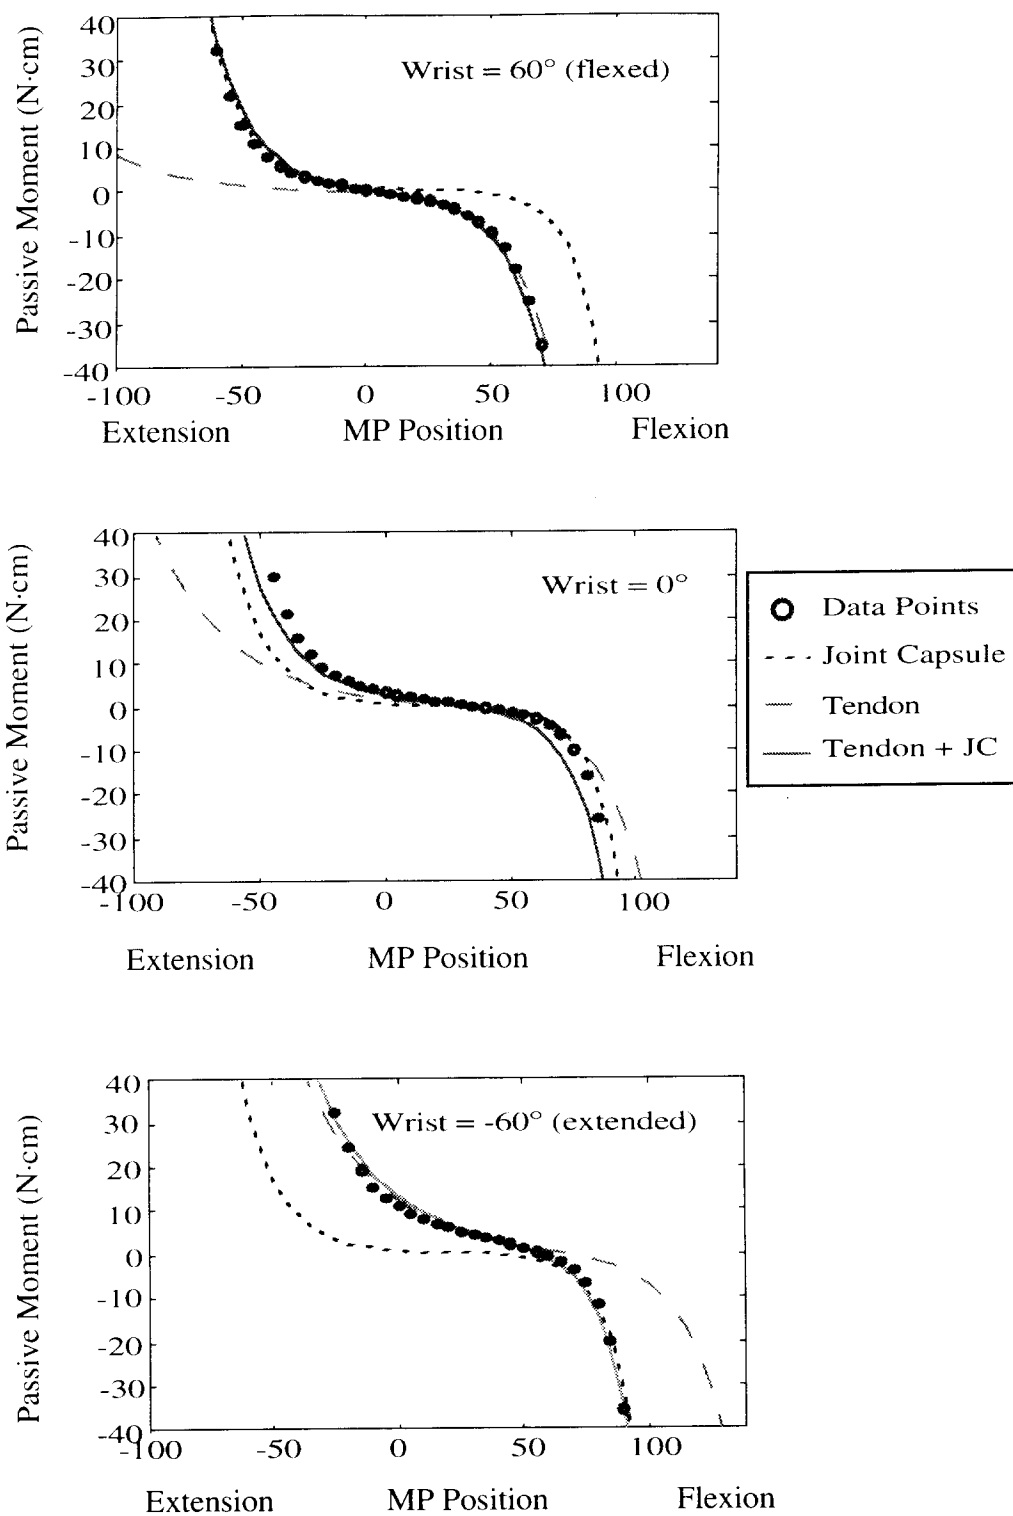 40
30
20
10
0
-10
-20
-30
-40
Passive Moment (N·cm)
Wrist = 60° (flexed)
-100 -50 0 50 100
Extension MP Position Flexion
40
30
20
10
0
-10
-20
-30
-40
Passive Moment (N·cm)
Wrist = 0°
-100 -50 0 50 100
Extension MP Position Flexion
Data Points
Joint Capsule
Tendon
Tendon + JC
40
30
20
10
0
-10
-20
-30
-40
Passive Moment (N·cm)
Wrist = -60° (extended)
-100 -50 0 50 100
Extension MP Position Flexion